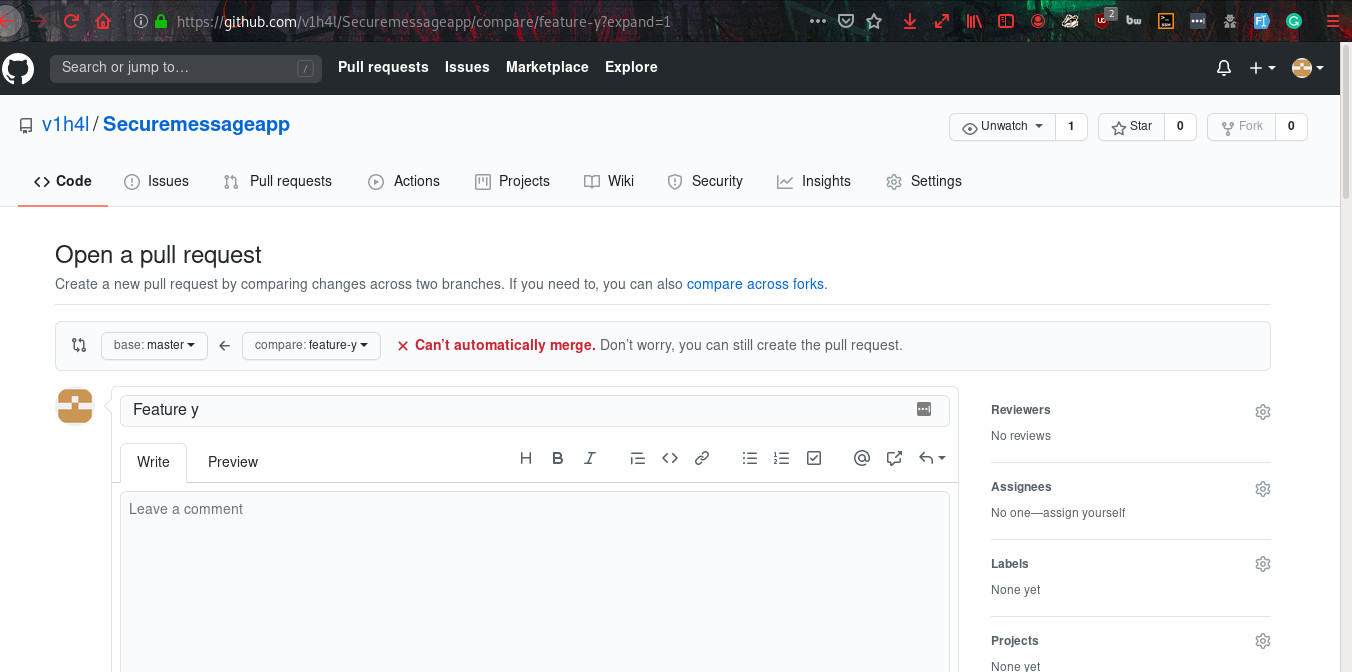 https://github.com/v1h4l/Securemessageapp/compare/feature-y?expand=1
2
bw
Search or jump to… /
Pull requests Issues Marketplace Explore
v1h4l / Securemessageapp
Unwatch 1 Star 0 Fork 0
Code Issues Pull requests Actions Projects Wiki Security Insights Settings
Open a pull request
Create a new pull request by comparing changes across two branches. If you need to, you can also compare across forks.
base: master compare: feature-y Can’t automatically merge. Don’t worry, you can still create the pull request.
Feature y
Write Preview
Leave a comment
Reviewers
No reviews
Assignees
No one—assign yourself
Labels
None yet
Projects
None yet